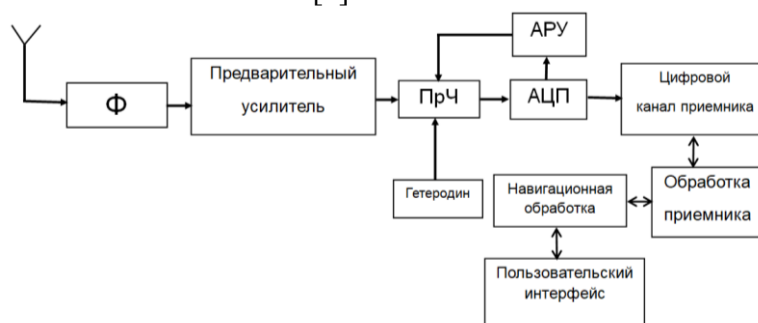 АРУ
Ф
Предварительный
усилитель
ПрЧ
АЦП
Цифровой
канал приемника
Гетеродин
Навигационная
обработка
Обработка
приемника
Пользовательский
интерфейс